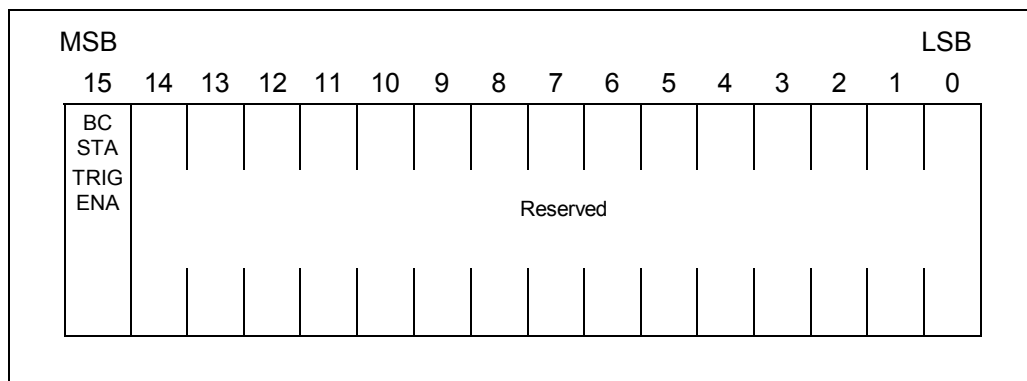 MSB LSB
15 14 13 12 11 10 9 8 7 6 5 4 3 2 1 0
BC
STA
TRIG
ENA
Reserved